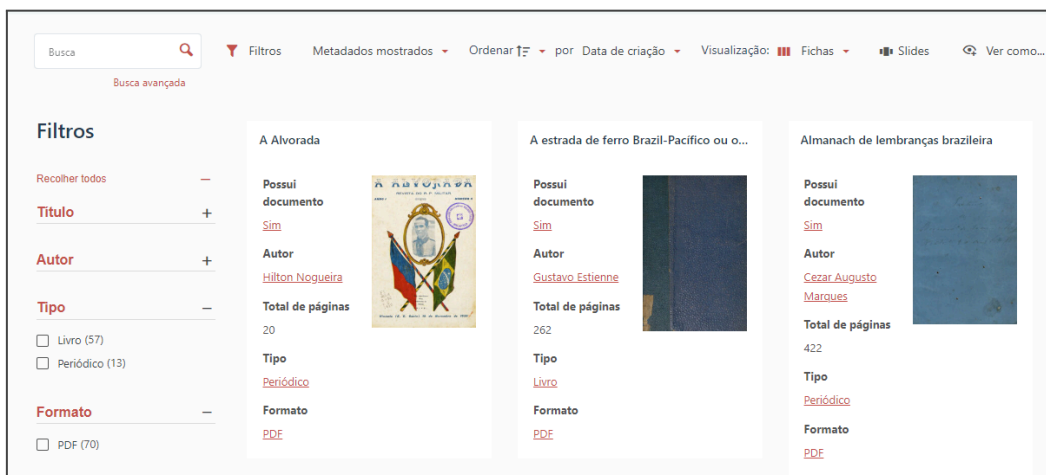 Busca
Busca avançada
Filtros
Metadados mostrados
Ordenar
por
Data de criação
Visualização:
Fichas
Slides
Ver como...
Filtros
Recolher todos
Titulo
Autor
Tipo
Livro (57)
Periódico (13)
Formato
PDF (70)
A Alvorada
Possui
documento
Sim
Autor
Hilton Nogueira
Total de páginas
20
Tipo
Periódico
Formato
PDF
A ALVORADA
A estrada de ferro Brazil-Pacífico ou o...
Possui
documento
Sim
Autor
Gustavo Estienne
Total de páginas
262
Tipo
Livro
Formato
PDF
Almanach de lembranças brazileira
Possui
documento
Sim
Autor
Cezar Augusto
Marques
Total de páginas
422
Tipo
Periódico
Formato
PDF